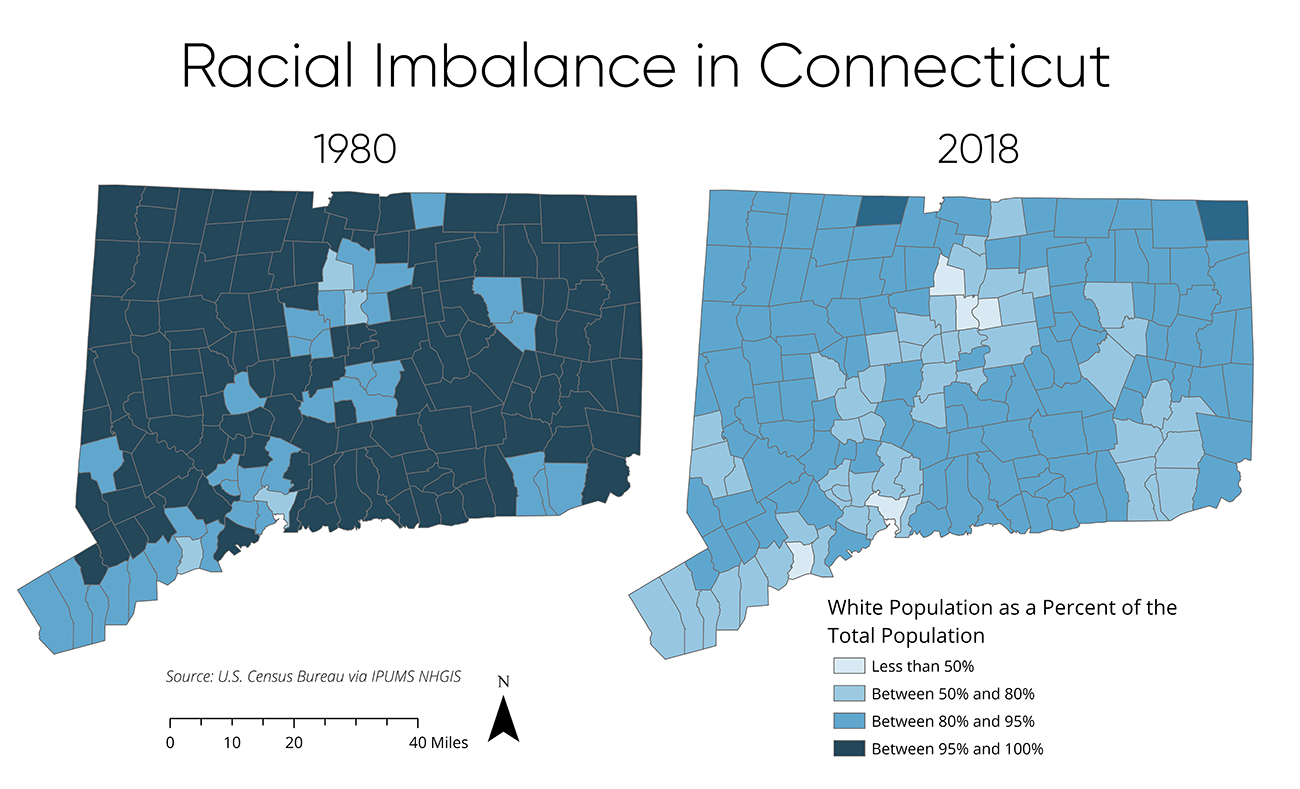 Racial Imbalance in Connecticut
1980
2018
White Population as a Percent of the
Total Population
Less than 50%
Between 50% and 80%
Between 80% and 95%
Between 95% and 100%
Source: U.S. Census Bureau via IPUMS NHGIS
N
0 10 20 40 Miles